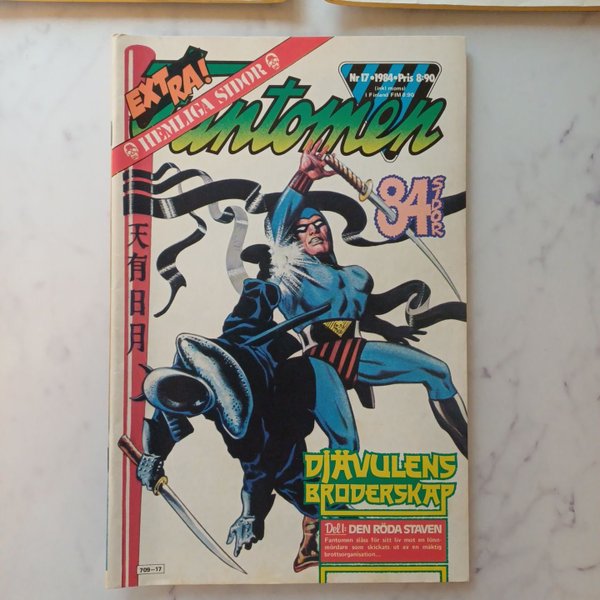 EXTRA!
HEMLIGA SIDOR
Fantomen
Nr 17 • 1984 • Pris 8:90
(inkl moms)
I Finland FIM 8:90
84
SIDOR
天有日月
DJÄVULENS
BRODERSKAP
Del 1: DEN RÖDA STAVEN
Fantomen slåss för sitt liv mot en lönn-
mördare som skickats ut av en mäktig
brottsorganisation...
709-17